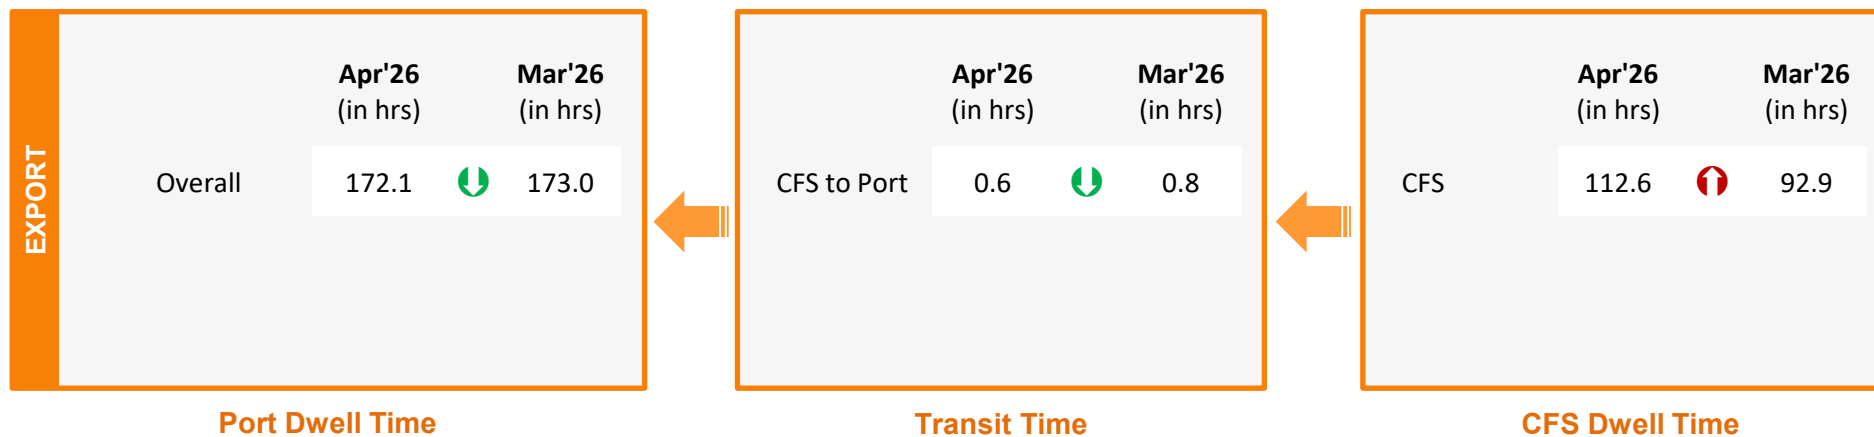 EXPORT
Apr'26 Mar'26
(in hrs) (in hrs)
Overall 172.1 173.0
Port Dwell Time
Apr'26 Mar'26
(in hrs) (in hrs)
CFS to Port 0.6 0.8
Transit Time
Apr'26 Mar'26
(in hrs) (in hrs)
CFS 112.6 92.9
CFS Dwell Time